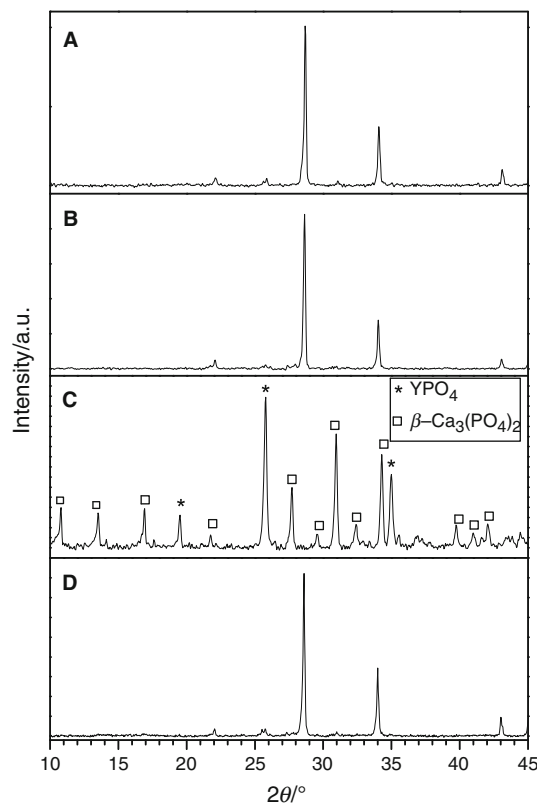 A
B
Intensity/a.u.
C
* YPO₄
□ β–Ca₃(PO₄)₂
D
10 15 20 25 30 35 40 45
2θ/°